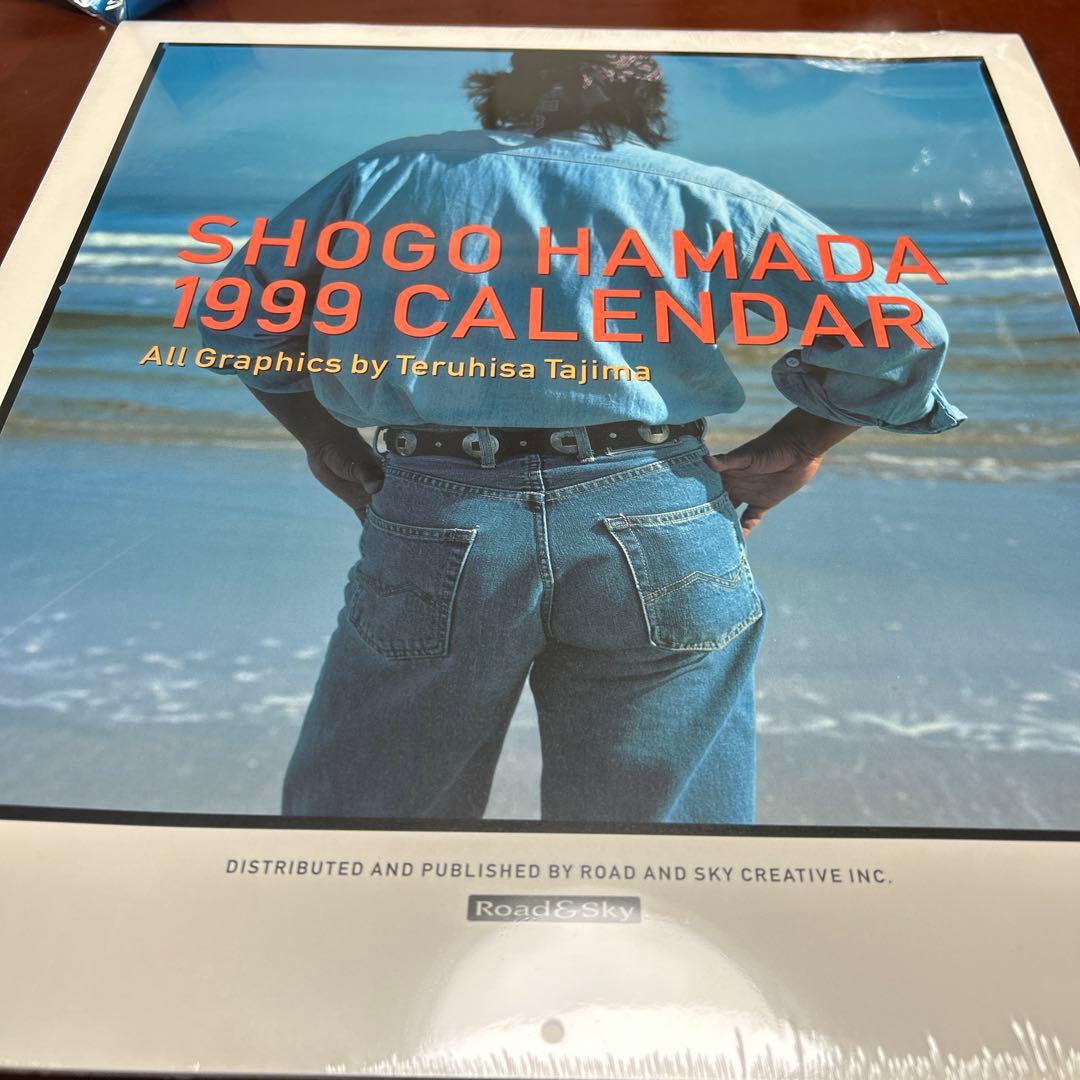 SHOGO HAMADA
1999 CALENDAR
All Graphics by Teruhisa Tajima
DISTRIBUTED AND PUBLISHED BY ROAD AND SKY CREATIVE INC.
Road&Sky